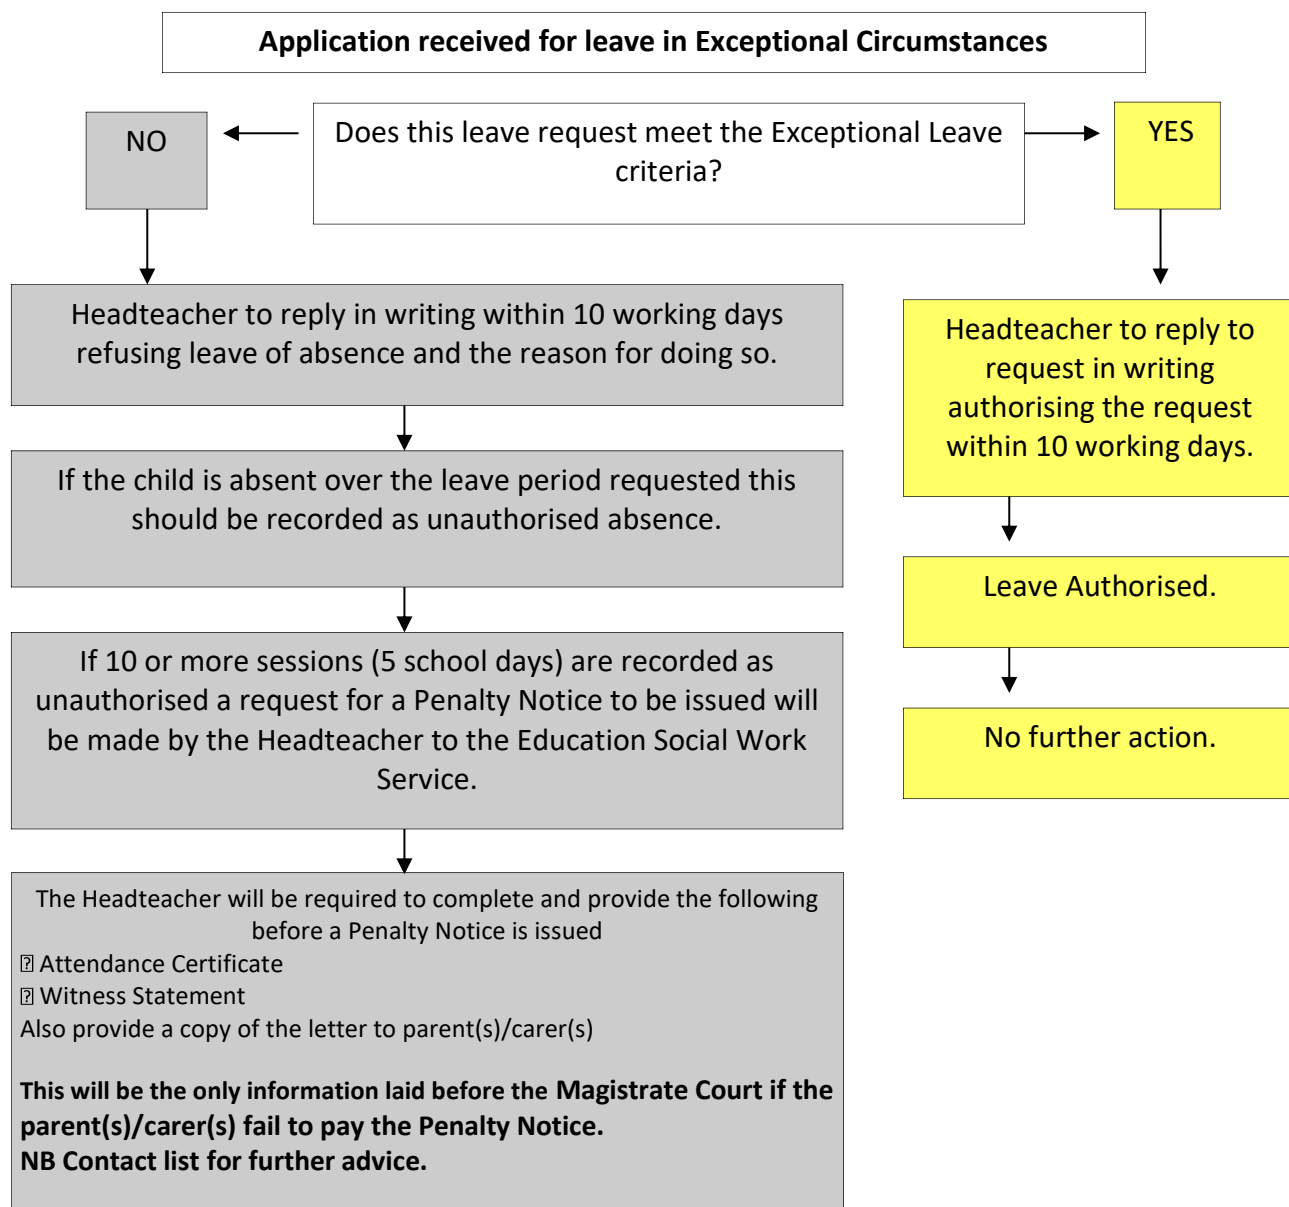 Application received for leave in Exceptional Circumstances
NO
Does this leave request meet the Exceptional Leave
criteria?
YES
Headteacher to reply in writing within 10 working days
refusing leave of absence and the reason for doing so.
If the child is absent over the leave period requested this
should be recorded as unauthorised absence.
If 10 or more sessions (5 school days) are recorded as
unauthorised a request for a Penalty Notice to be issued will
be made by the Headteacher to the Education Social Work
Service.
The Headteacher will be required to complete and provide the following
before a Penalty Notice is issued
⍰ Attendance Certificate
⍰ Witness Statement
Also provide a copy of the letter to parent(s)/carer(s)
This will be the only information laid before the Magistrate Court if the
parent(s)/carer(s) fail to pay the Penalty Notice.
NB Contact list for further advice.
Headteacher to reply to
request in writing
authorising the request
within 10 working days.
Leave Authorised.
No further action.